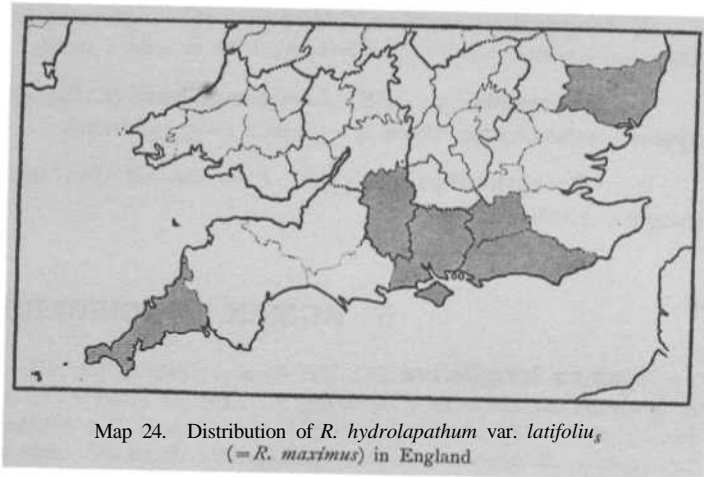 Map 24. Distribution of R. hydrolapathum var. latifolius
(=R. maximus) in England